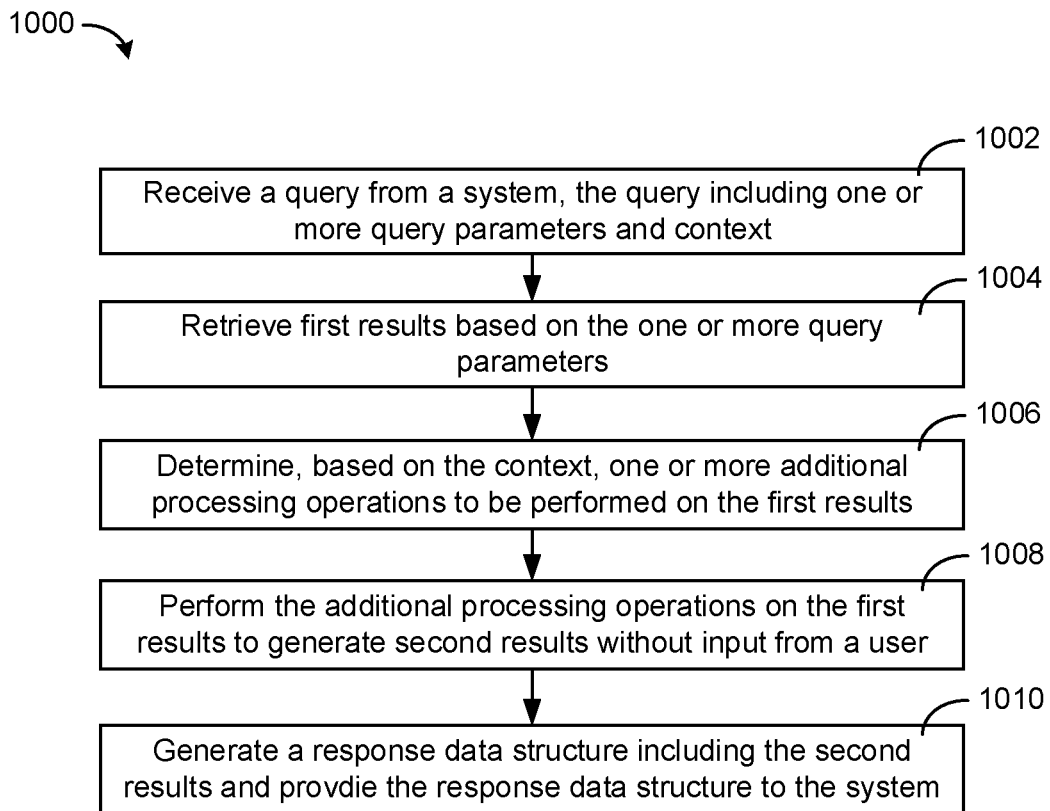 1000
1002
Receive a query from a system, the query including one or
more query parameters and context
1004
Retrieve first results based on the one or more query
parameters
1006
Determine, based on the context, one or more additional
processing operations to be performed on the first results
1008
Perform the additional processing operations on the first
results to generate second results without input from a user
1010
Generate a response data structure including the second
results and provdie the response data structure to the system